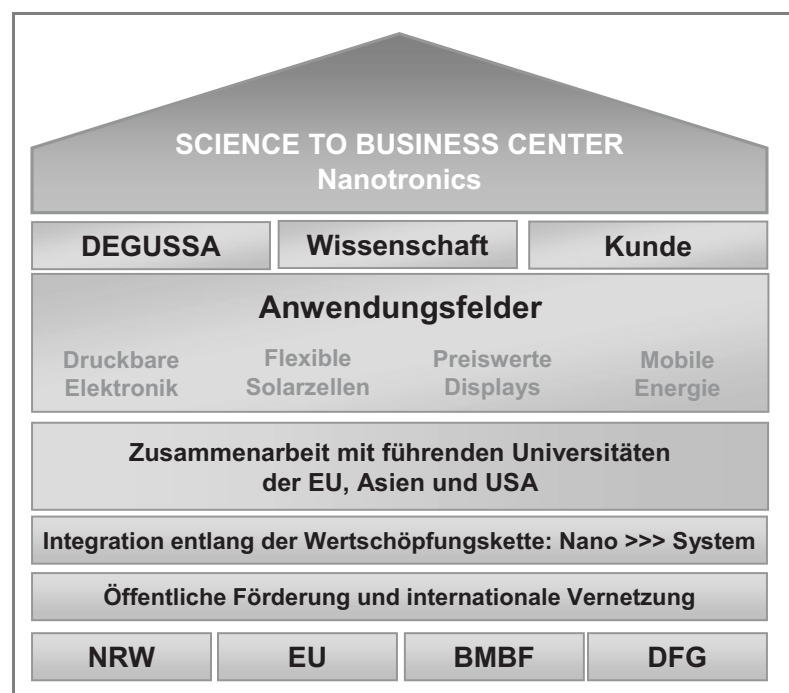 SCIENCE TO BUSINESS CENTER
Nanotronics
DEGUSSA
Wissenschaft
Kunde
Anwendungsfelder
Druckbare
Elektronik
Flexible
Solarzellen
Preiswerte
Displays
Mobile
Energie
Zusammenarbeit mit führenden Universitäten
der EU, Asien und USA
Integration entlang der Wertschöpfungskette: Nano >>> System
Öffentliche Förderung und internationale Vernetzung
NRW
EU
BMBF
DFG